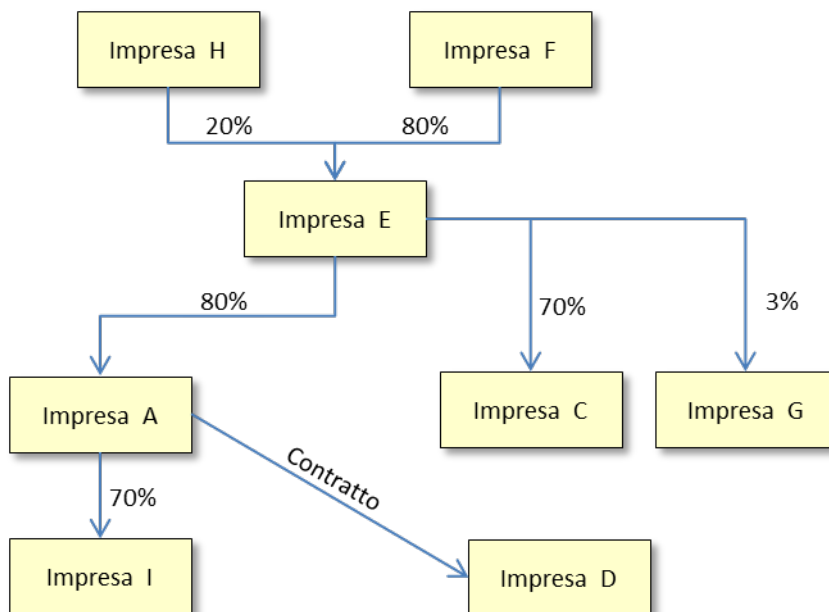 Impresa H
Impresa F
20%
80%
Impresa E
80%
70%
3%
Impresa A
Impresa C
Impresa G
Contratto
70%
Impresa I
Impresa D